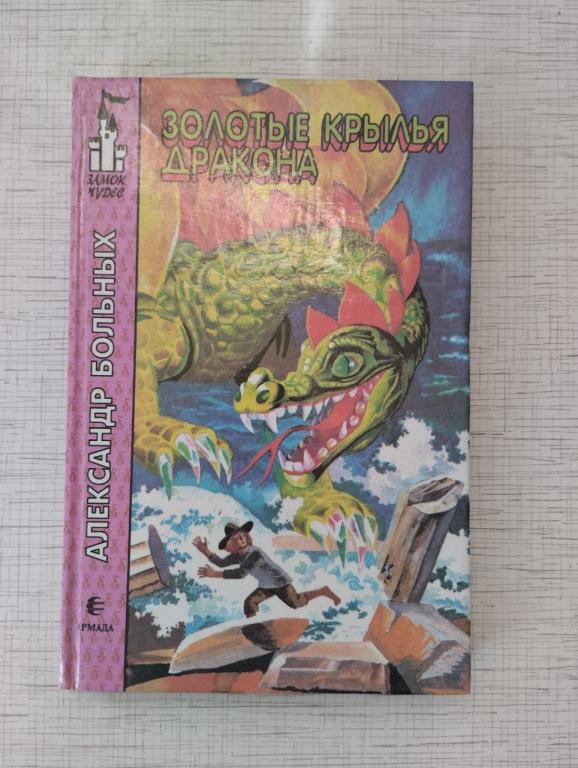 ЗАМОК
ЧУДЕС
АЛЕКСАНДР БОЛЬНЫХ
АРМАДА
ЗОЛОТЫЕ КРЫЛЬЯ
ДРАКОНА